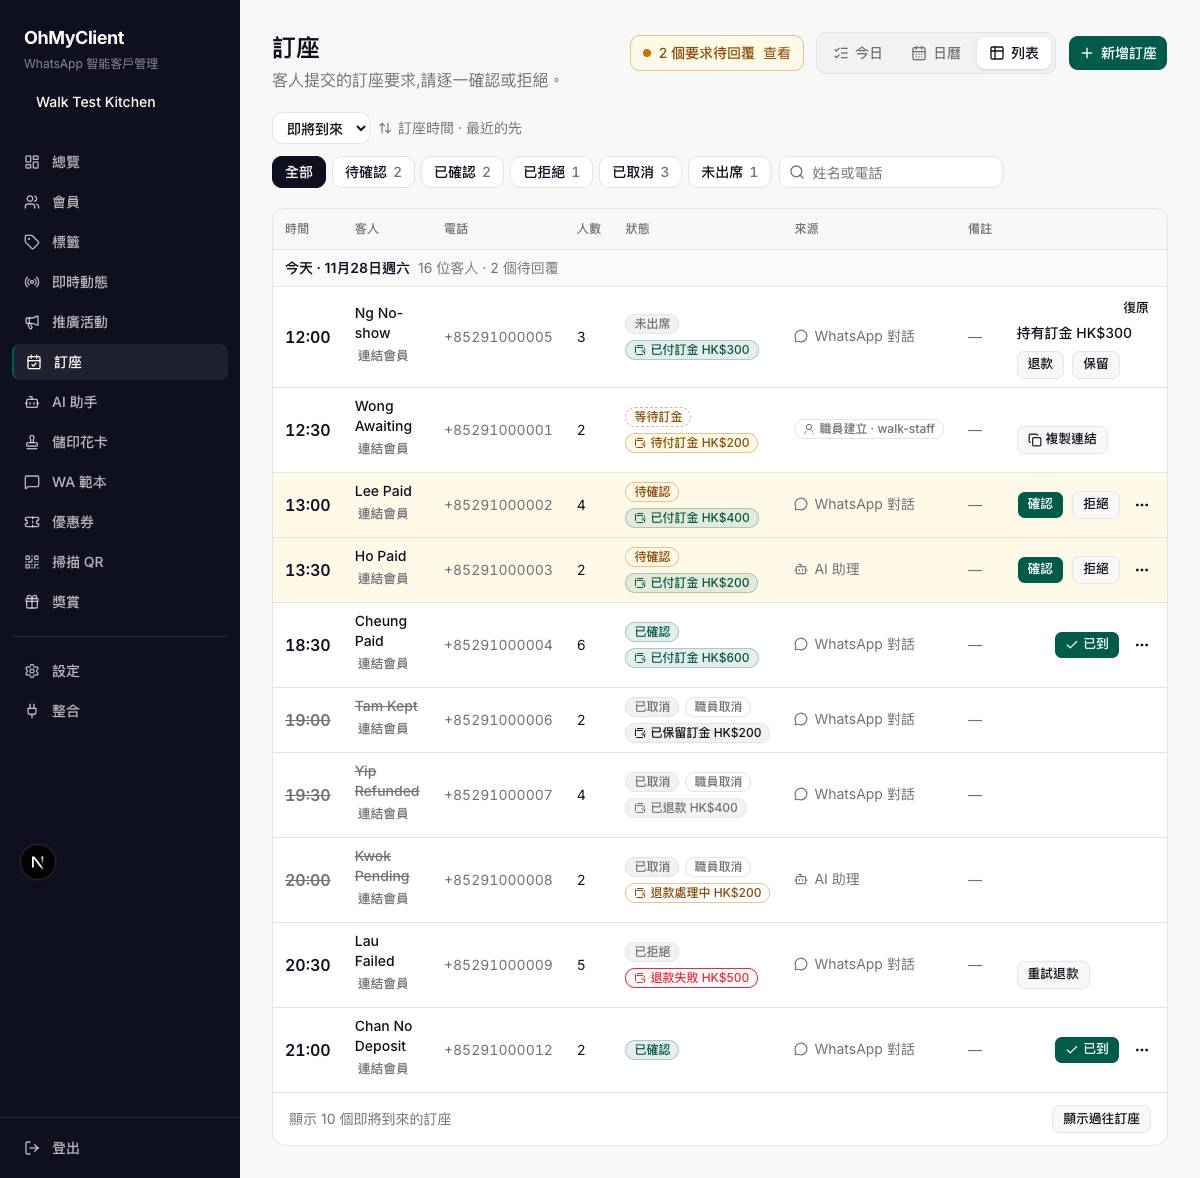 OhMyClient
WhatsApp 智能客戶管理
Walk Test Kitchen
總覽
會員
標籤
即時動態
推廣活動
訂座
AI 助手
儲印花卡
WA 範本
優惠券
掃描 QR
獎賞
設定
整合
N
登出
訂座
客人提交的訂座要求,請逐一確認或拒絕。
2 個要求待回覆 查看
今日 日曆 列表
+ 新增訂座
即將到來 訂座時間 · 最近的先
全部 待確認 2 已確認 2 已拒絕 1 已取消 3 未出席 1 姓名或電話
時間 客人 電話 人數 狀態 來源 備註
今天 · 11月28日週六 16 位客人 · 2 個待回覆
12:00 Ng No-show 連結會員 +85291000005 3 未出席 已付訂金 HK$300 WhatsApp 對話 — 復原 持有訂金 HK$300 退款 保留
12:30 Wong Awaiting 連結會員 +85291000001 2 等待訂金 待付訂金 HK$200 職員建立 · walk-staff — 複製連結
13:00 Lee Paid 連結會員 +85291000002 4 待確認 已付訂金 HK$400 WhatsApp 對話 — 確認 拒絕 ···
13:30 Ho Paid 連結會員 +85291000003 2 待確認 已付訂金 HK$200 AI 助理 — 確認 拒絕 ···
18:30 Cheung Paid 連結會員 +85291000004 6 已確認 已付訂金 HK$600 WhatsApp 對話 — 已到 ···
19:00 Tam Kept 連結會員 +85291000006 2 已取消 職員取消 已保留訂金 HK$200 WhatsApp 對話 —
19:30 Yip Refunded 連結會員 +85291000007 4 已取消 職員取消 已退款 HK$400 WhatsApp 對話 —
20:00 Kwok Pending 連結會員 +85291000008 2 已取消 職員取消 退款處理中 HK$200 AI 助理 —
20:30 Lau Failed 連結會員 +85291000009 5 已拒絕 退款失敗 HK$500 WhatsApp 對話 — 重試退款
21:00 Chan No Deposit 連結會員 +85291000012 2 已確認 WhatsApp 對話 — 已到 ···
顯示 10 個即將到來的訂座 顯示過往訂座